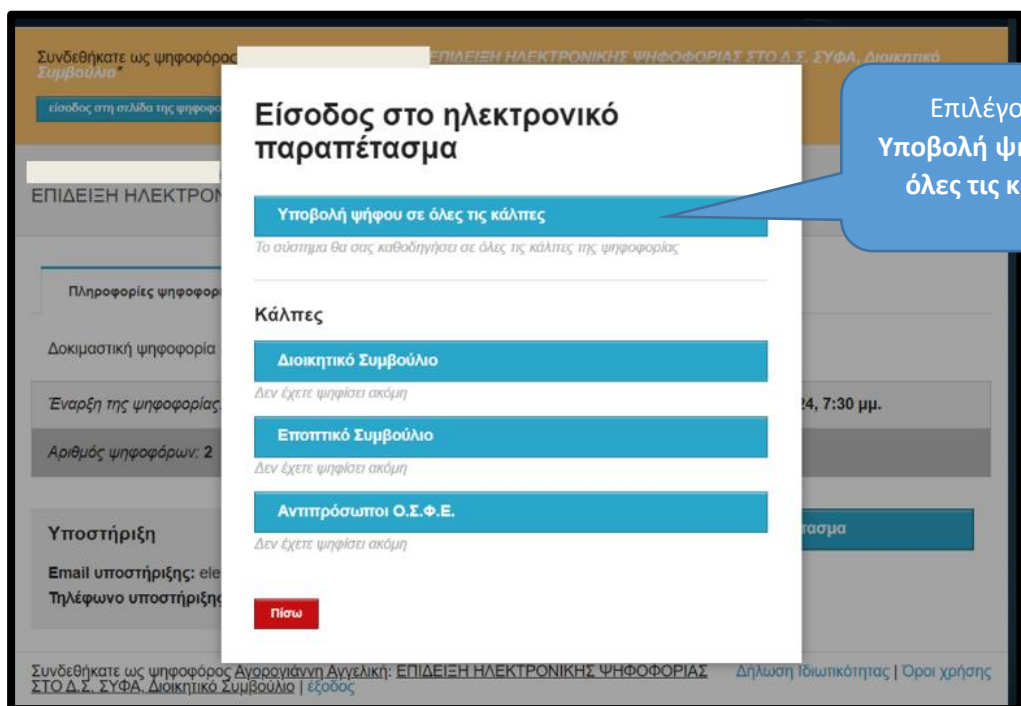 Συνδεθήκατε ως ψηφοφόρος ΕΠΙΔΕΙΞΗ ΗΛΕΚΤΡΟΝΙΚΗΣ ΨΗΦΟΦΟΡΙΑΣ ΣΤΟ Δ.Σ. ΣΥΦΑ, Διοικητικό
Συμβούλιο"
είσοδος στη σελίδα της ψηφοφο
Είσοδος στο ηλεκτρονικό
παραπέτασμα
Επιλέγο
Υποβολή ψη
όλες τις κ
ΕΠΙΔΕΙΞΗ ΗΛΕΚΤΡΟΝ
Υποβολή ψήφου σε όλες τις κάλπες
Το σύστημα θα σας καθοδηγήσει σε όλες τις κάλπες της ψηφοφορίας
Πληροφορίες ψηφοφορί
Κάλπες
Δοκιμαστική ψηφοφορία
Διοικητικό Συμβούλιο
Δεν έχετε ψηφίσει ακόμη
Έναρξη της ψηφοφορίας: 24, 7:30 μμ.
Εποπτικό Συμβούλιο
Αριθμός ψηφοφόρων: 2
Δεν έχετε ψηφίσει ακόμη
Αντιπρόσωποι Ο.Σ.Φ.Ε.
Δεν έχετε ψηφίσει ακόμη
Υποστήριξη
τασμα
Email υποστήριξης: ele
Τηλέφωνο υποστήριξης
Πίσω
Συνδεθήκατε ως ψηφοφόρος Αγορογιάννη Αγγελική: ΕΠΙΔΕΙΞΗ ΗΛΕΚΤΡΟΝΙΚΗΣ ΨΗΦΟΦΟΡΙΑΣ Δήλωση Ιδιωτικότητας | Όροι χρήσης
ΣΤΟ Δ.Σ. ΣΥΦΑ, Διοικητικό Συμβούλιο | έξοδος